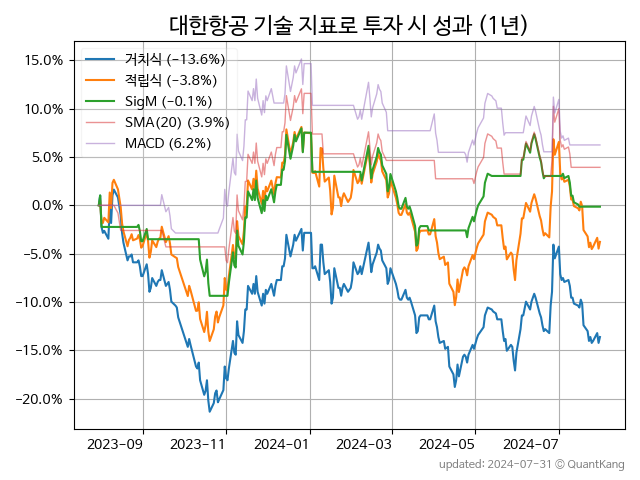 대한항공 기술 지표로 투자 시 성과 (1년)
15.0%
10.0%
5.0%
0.0%
−5.0%
−10.0%
−15.0%
−20.0%
거치식 (−13.6%)
적립식 (−3.8%)
SigM (−0.1%)
SMA(20) (3.9%)
MACD (6.2%)
2023−09
2023−11
2024−01
2024−03
2024−05
2024−07
updated: 2024-07-31 © QuantKang